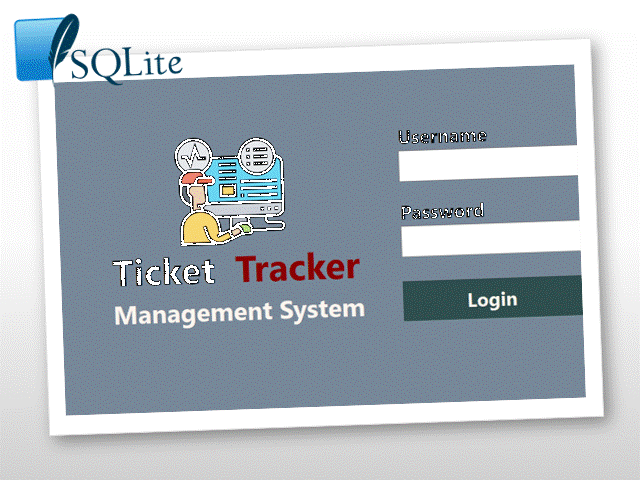 SQLite
Username
Password
Ticket Tracker
Management System
Login